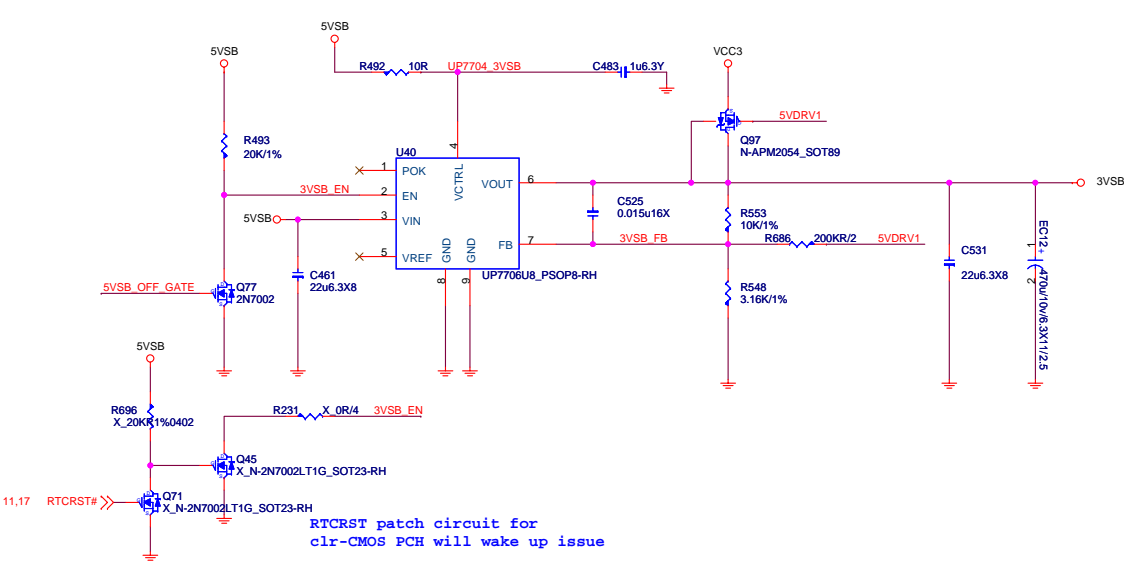 5VSB
5VSB
VCC3
R492
10R
UP7704_3VSB
C483
1u6.3Y
R493
20K/1%
5VDRV1
Q97
N-APM2054_SOT89
4
U40
1
POK
VCTRL
3VSB_EN
2
EN
VOUT
6
3VSB
5VSB
3
VIN
C525
0.015u16X
R553
10K/1%
FB
7
3VSB_FB
R686
200KR/2
5VDRV1
5
VREF
GND
GND
UP7706U8_PSOP8-RH
C461
22u6.3X8
8
9
C531
22u6.3X8
EC12
+
1
2
470u/10v/6.3X11/2.5
5VSB_OFF_GATE
Q77
2N7002
R548
3.16K/1%
5VSB
R696
X_20KR1%0402
R231
X_0R/4
3VSB_EN
Q45
X_N-2N7002LT1G_SOT23-RH
11,17
RTCRST#
Q71
X_N-2N7002LT1G_SOT23-RH
RTCRST patch circuit for
clr-CMOS PCH will wake up issue